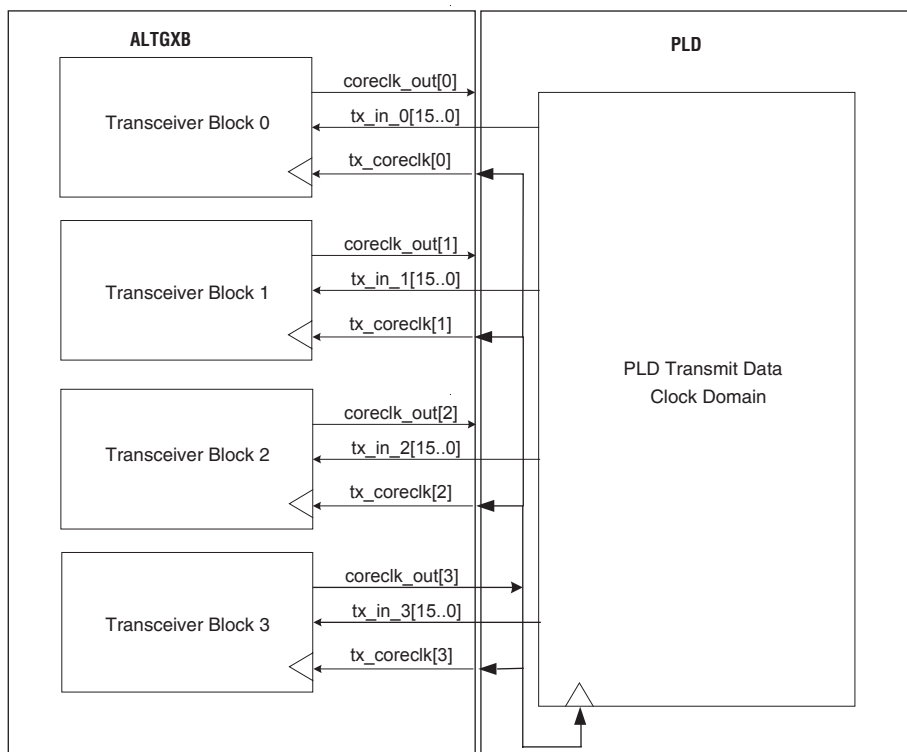 ALTGXB
PLD
Transceiver Block 0
coreclk_out[0]
tx_in_0[15..0]
tx_coreclk[0]
Transceiver Block 1
coreclk_out[1]
tx_in_1[15..0]
tx_coreclk[1]
Transceiver Block 2
coreclk_out[2]
tx_in_2[15..0]
tx_coreclk[2]
Transceiver Block 3
coreclk_out[3]
tx_in_3[15..0]
tx_coreclk[3]
PLD Transmit Data
Clock Domain